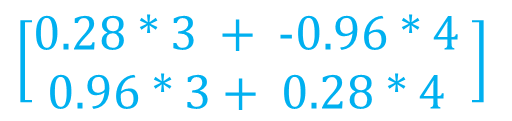 [0.28 * 3 + -0.96 * 4]
[0.96 * 3 + 0.28 * 4]